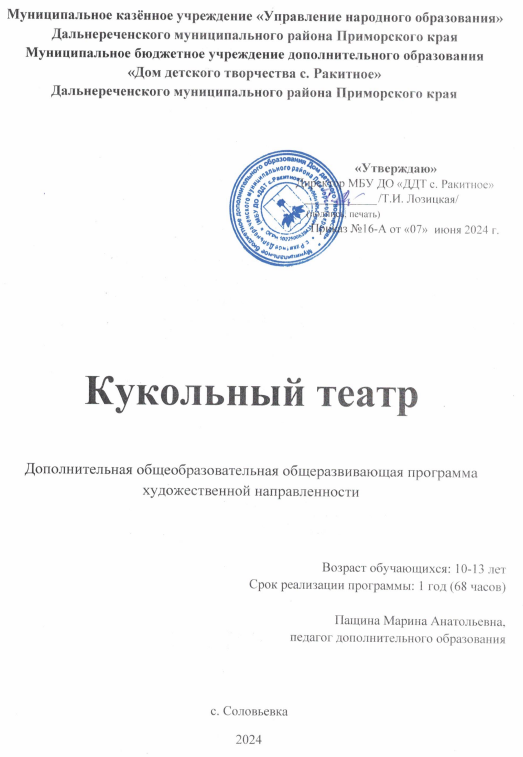 Муниципальное казённое учреждение «Управление народного образования»
Дальнереченского муниципального района Приморского края
Муниципальное бюджетное учреждение дополнительного образования
«Дом детского творчества с. Ракитное»
Дальнереченского муниципального района Приморского края
«Утверждаю»
Директор МБУ ДО «ДДТ с. Ракитное»
/Т.И. Лозицкая/
(подпись, печать)
Приказ №16-А от «07» июня 2024 г.
Кукольный театр
Дополнительная общеобразовательная общеразвивающая программа
художественной направленности
Возраст обучающихся: 10-13 лет
Срок реализации программы: 1 год (68 часов)
Пащина Марина Анатольевна,
педагог дополнительного образования
с. Соловьевка
2024